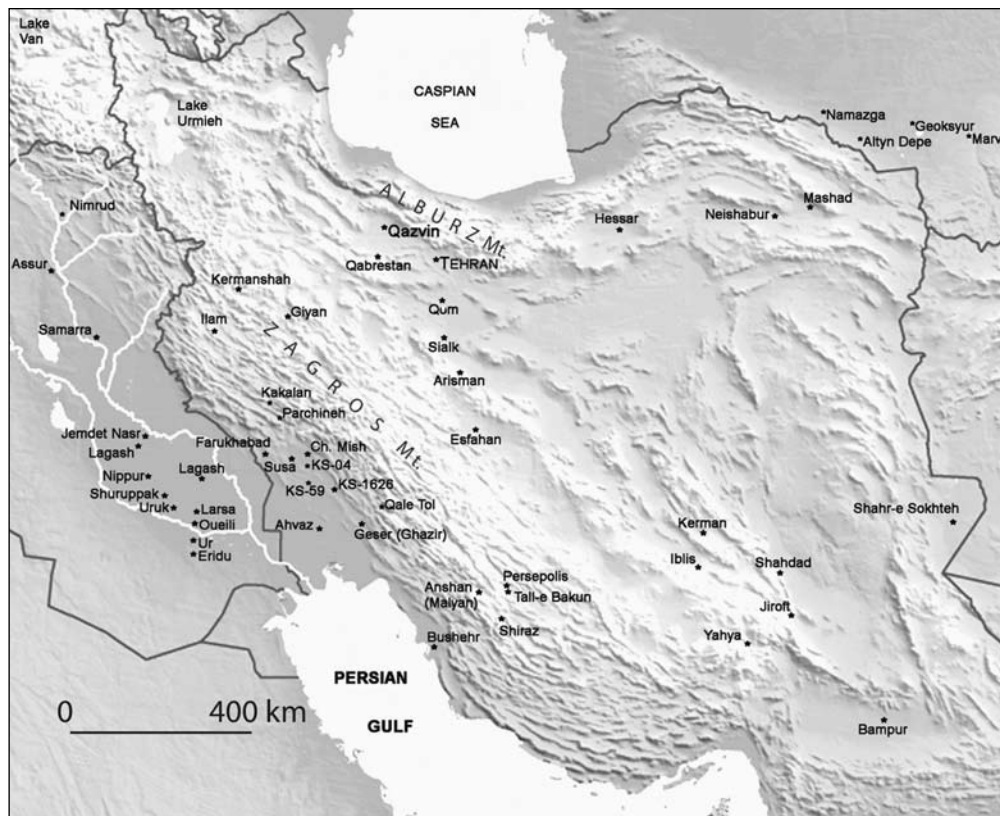 Lake
Van
Lake
Urmieh
CASPIAN
SEA
Namazga
Geoksyur
Altyn Depe
Marv
Nimrud
ALBURZ Mt.
Mashad
Neishabur
Hessar
Qazvin
Assur
Qabrestan
TEHRAN
Kermanshah
Qum
Giyan
Ilam
Samarra
ZAGROS Mt.
Sialk
Arisman
Kakalan
Parchineh
Esfahan
Jemdet Nasr
Lagash
Farukhabad
Ch. Mish
Susa
KS-04
Nippur
Lagash
KS-59
KS-1626
Shuruppak
Uruk
Larsa
Qale Tol
Shahr-e Sokhteh
Oueili
Ahvaz
Geser (Ghazir)
Kerman
Ur
Eridu
Iblis
Shahdad
Persepolis
Anshan
(Malyan)
Tall-e Bakun
Jiroft
Shiraz
Yahya
Bushehr
PERSIAN
GULF
0 400 km
Bampur